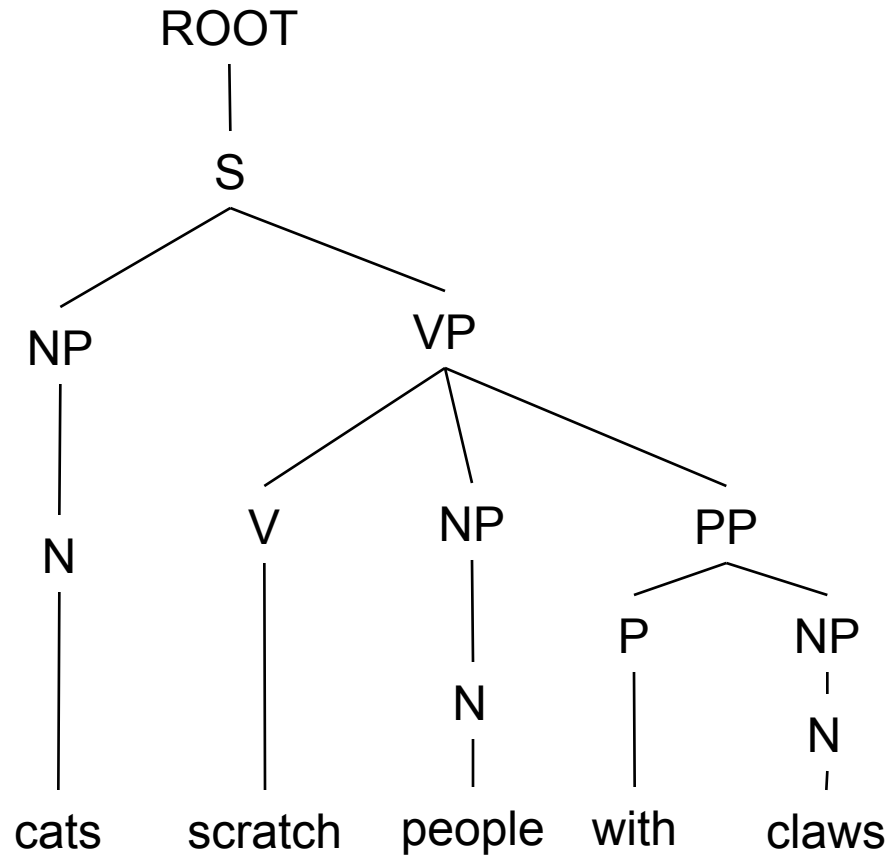 ROOT
S
NP VP
V NP PP
N
P NP
N
N
cats scratch people with claws